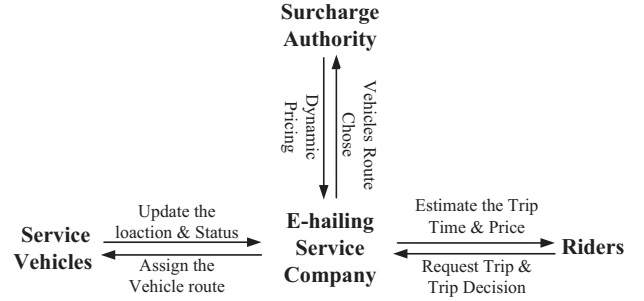 Surcharge
Authority
Dynamic
Pricing
Vehicles Route
Chose
Update the
loaction & Status
Assign the
Vehicle route
Service
Vehicles
E-hailing
Service
Company
Estimate the Trip
Time & Price
Request Trip &
Trip Decision
Riders